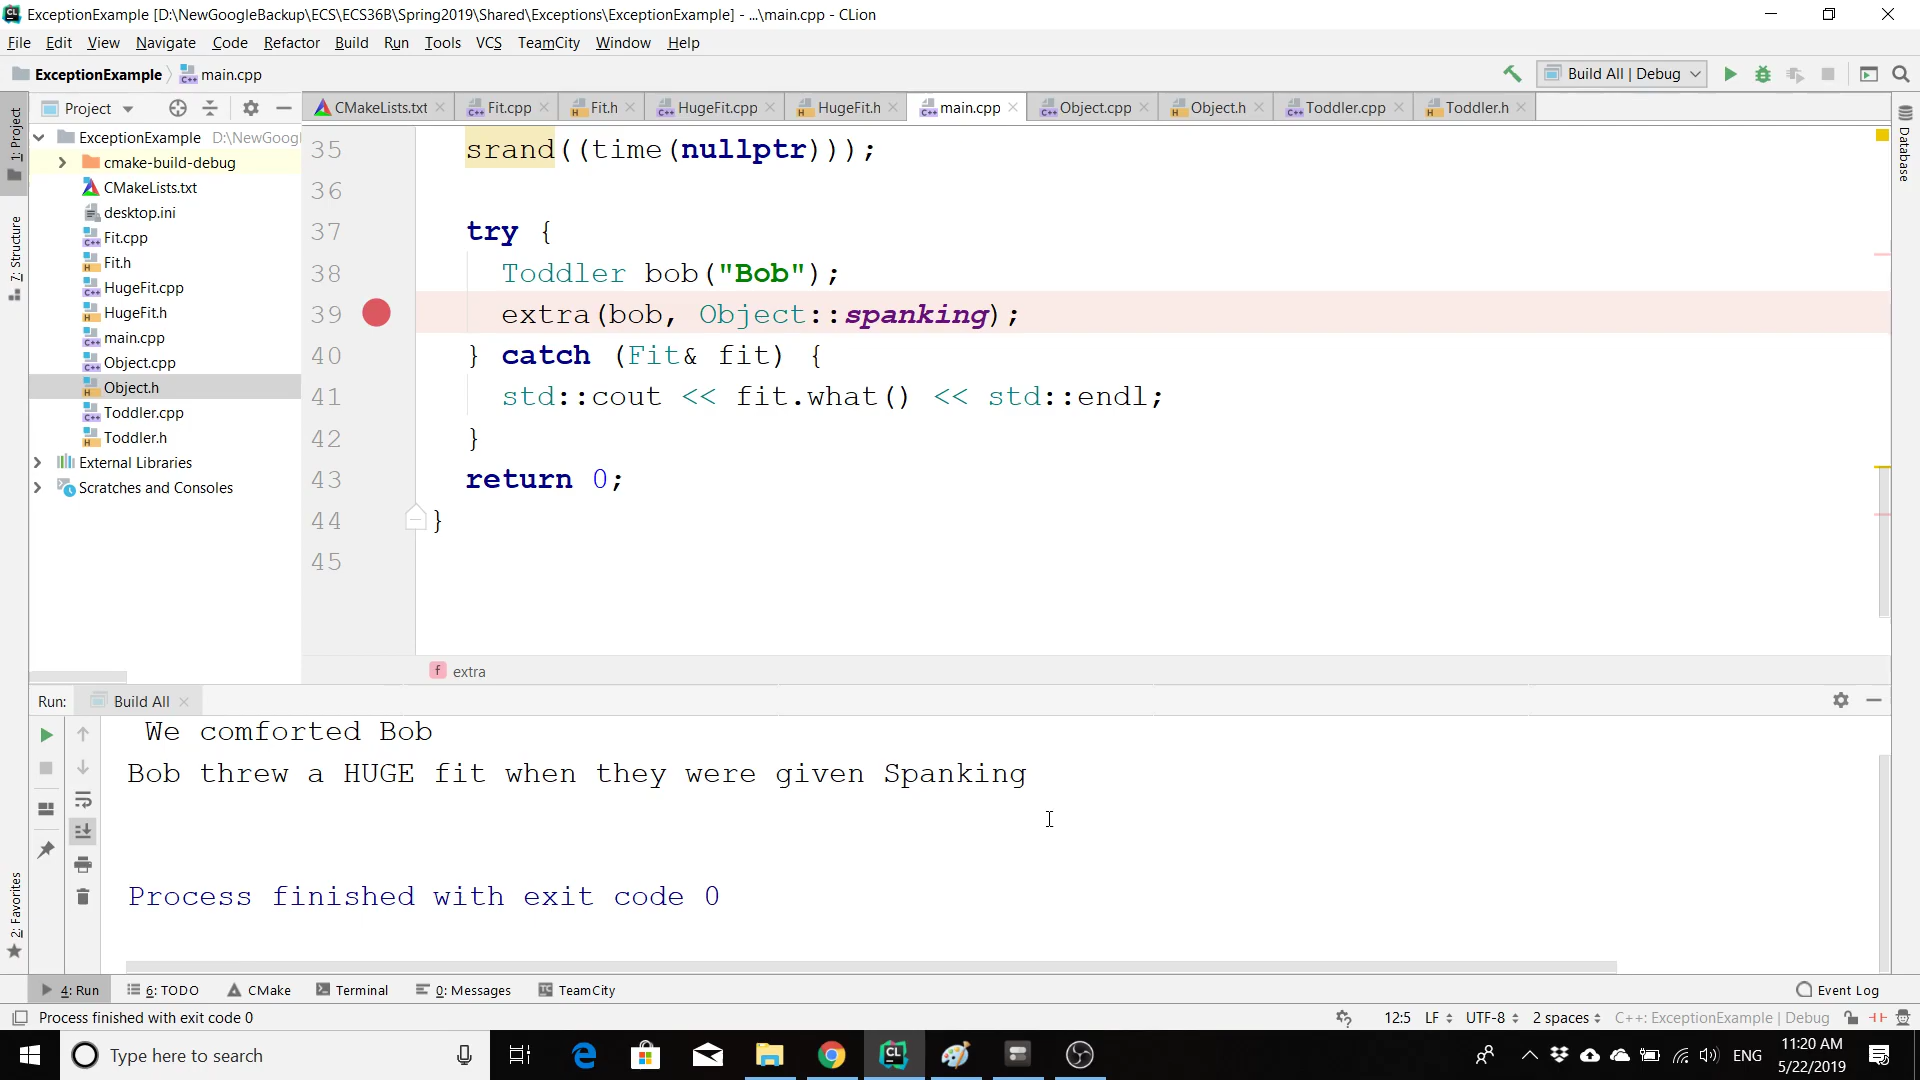 ExceptionExample [D:\NewGoogleBackup\ECS\ECS36B\Spring2019\Shared\Exceptions\ExceptionExample] - ...\main.cpp - CLion
File Edit View Navigate Code Refactor Build Run Tools VCS TeamCity Window Help
ExceptionExample main.cpp Build All | Debug
Project
CMakeLists.txt Fit.cpp Fit.h HugeFit.cpp HugeFit.h main.cpp Object.cpp Object.h Toddler.cpp Toddler.h
1: Project
7: Structure
2: Favorites
Database
ExceptionExample D:\NewGoogl
cmake-build-debug
CMakeLists.txt
desktop.ini
Fit.cpp
Fit.h
HugeFit.cpp
HugeFit.h
main.cpp
Object.cpp
Object.h
Toddler.cpp
Toddler.h
External Libraries
Scratches and Consoles
35 srand((time(nullptr)));
36
37 try {
38 Toddler bob("Bob");
39 extra(bob, Object::spanking);
40 } catch (Fit& fit) {
41 std::cout << fit.what() << std::endl;
42 }
43 return 0;
44 }
45
f extra
Run: Build All
We comforted Bob
Bob threw a HUGE fit when they were given Spanking
Process finished with exit code 0
4: Run 6: TODO CMake Terminal 0: Messages TeamCity Event Log
Process finished with exit code 0 12:5 LF UTF-8 2 spaces C++: ExceptionExample | Debug
Type here to search ENG 11:20 AM
5/22/2019